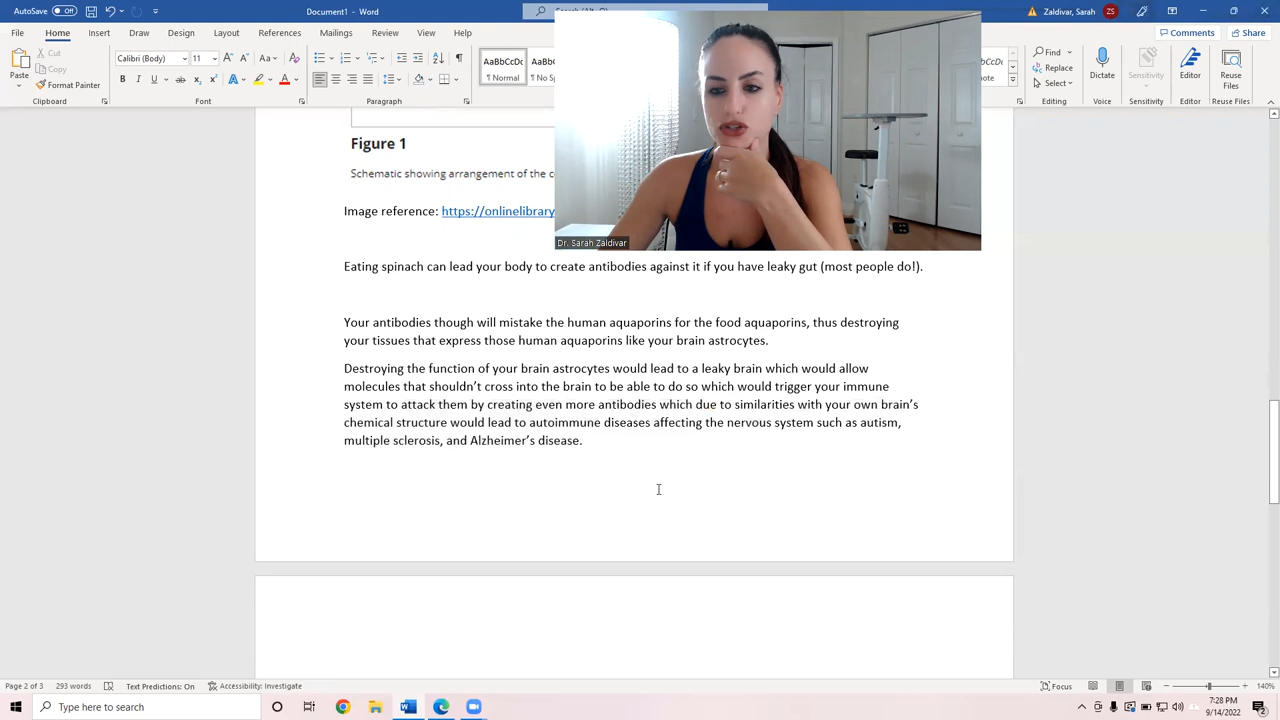 AutoSave Off Document1 - Word Search (Alt+Q) Zaldivar, Sarah ZS
File Home Insert Draw Design Layout References Mailings Review View Help Comments Share
Cut
Copy
Format Painter
Paste
Calibri (Body) 11
AaBbCcDc
¶ Normal
Find
Replace
Select
Dictate
Sensitivity
Editor
Reuse
Files
Clipboard Font Paragraph Editing Voice Sensitivity Editor Reuse Files
Dr. Sarah Zaldivar
Figure 1
Schematic showing arrangement of the
Image reference: https://onlinelibrary
Eating spinach can lead your body to create antibodies against it if you have leaky gut (most people do!).
Your antibodies though will mistake the human aquaporins for the food aquaporins, thus destroying
your tissues that express those human aquaporins like your brain astrocytes.
Destroying the function of your brain astrocytes would lead to a leaky brain which would allow
molecules that shouldn't cross into the brain to be able to do so which would trigger your immune
system to attack them by creating even more antibodies which due to similarities with your own brain's
chemical structure would lead to autoimmune diseases affecting the nervous system such as autism,
multiple sclerosis, and Alzheimer's disease.
Page 2 of 3 293 words Text Predictions: On Accessibility: Investigate Focus 140%
Type here to search
7:28 PM
9/14/2022